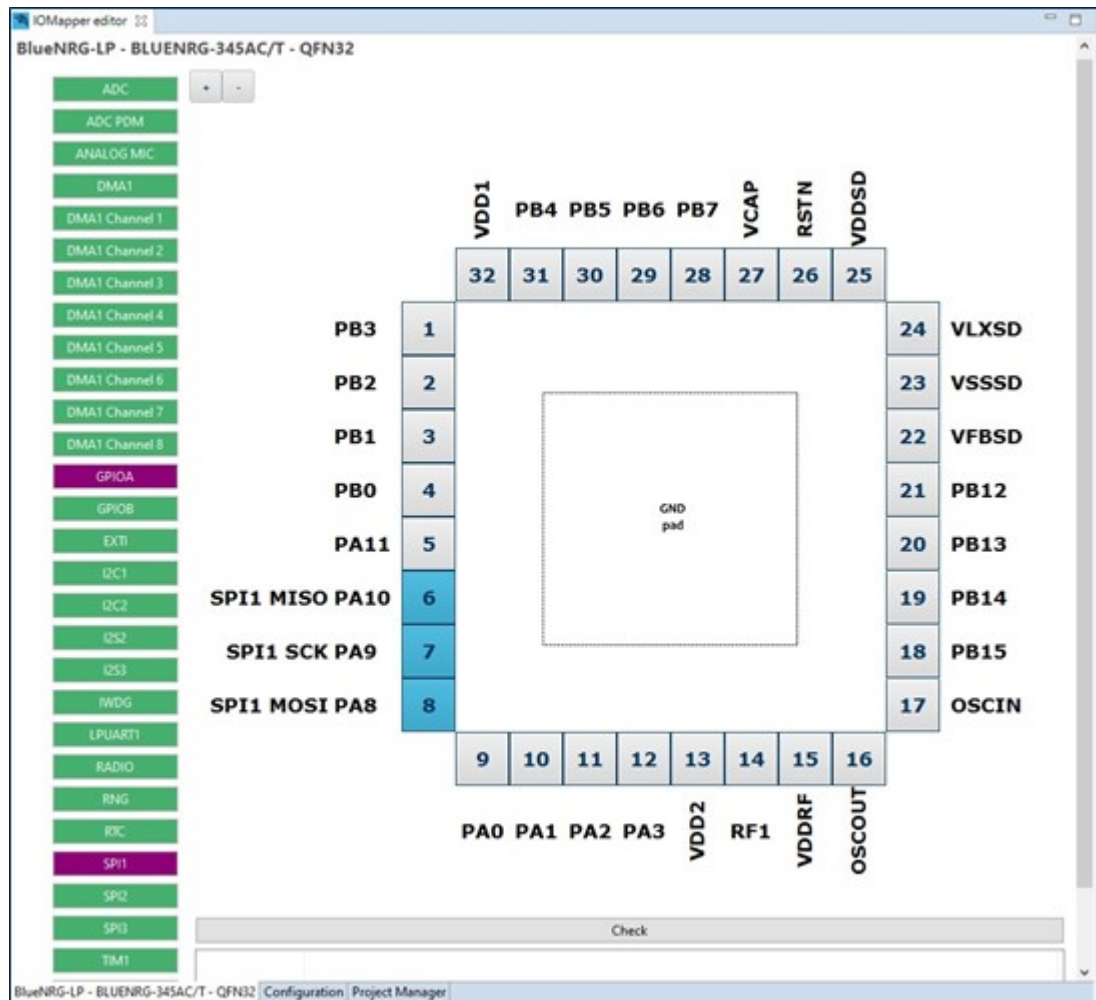 IOMapper editor
BlueNRG-LP - BLUENRG-345AC/T - QFN32
+ -
ADC
ADC PDM
ANALOG MIC
DMA1
DMA1 Channel 1
DMA1 Channel 2
DMA1 Channel 3
DMA1 Channel 4
DMA1 Channel 5
DMA1 Channel 6
DMA1 Channel 7
DMA1 Channel 8
GPIOA
GPIOB
EXTI
I2C1
I2C2
I2S2
I2S3
IWDG
LPUART1
RADIO
RNG
RTC
SPI1
SPI2
SPI3
TIM1
VDD1 PB4 PB5 PB6 PB7 VCAP RSTN VDDSD
32 31 30 29 28 27 26 25
PB3 1 24 VLXSD
PB2 2 23 VSSSD
PB1 3 22 VFBSD
PB0 4 21 PB12
GND
pad
PA11 5 20 PB13
SPI1 MISO PA10 6 19 PB14
SPI1 SCK PA9 7 18 PB15
SPI1 MOSI PA8 8 17 OSCIN
9 10 11 12 13 14 15 16
PA0 PA1 PA2 PA3 VDD2 RF1 VDDRF OSCOUT
Check
BlueNRG-LP - BLUENRG-345AC/T - QFN32 Configuration Project Manager